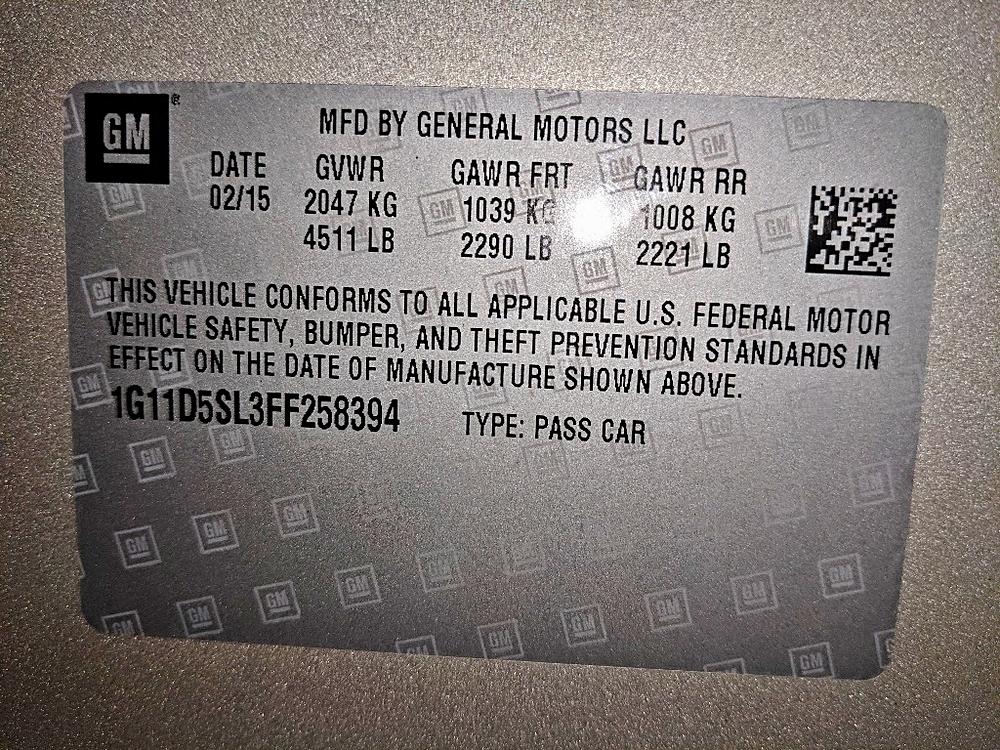 GM
MFD BY GENERAL MOTORS LLC
DATE GVWR GAWR FRT GAWR RR
02/15 2047 KG 1039 KG 1008 KG
4511 LB 2290 LB 2221 LB
THIS VEHICLE CONFORMS TO ALL APPLICABLE U.S. FEDERAL MOTOR
VEHICLE SAFETY, BUMPER, AND THEFT PREVENTION STANDARDS IN
EFFECT ON THE DATE OF MANUFACTURE SHOWN ABOVE.
1G11D5SL3FF258394 TYPE: PASS CAR